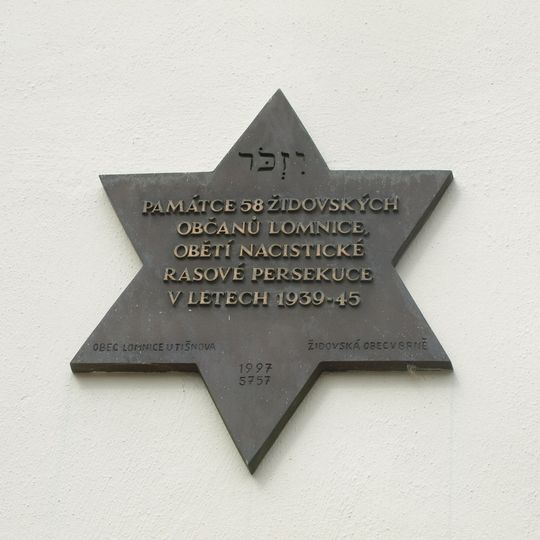 יִזְכֹּר
PAMÁTCE 58 ŽIDOVSKÝCH
OBČANŮ LOMNICE,
OBĚTÍ NACISTICKÉ
RASOVÉ PERSEKUCE
V LETECH 1939-45
OBEC LOMNICE U TIŠNOVA
ŽIDOVSKÁ OBEC V BRNĚ
1997
5757